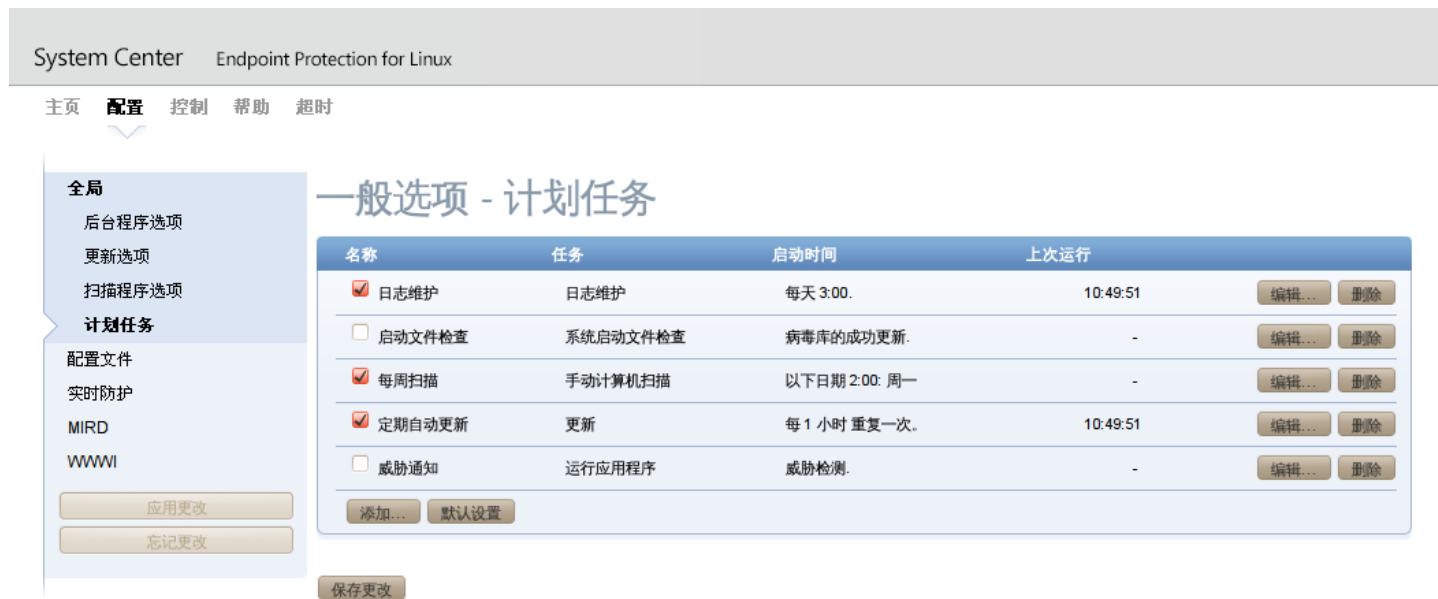 System Center Endpoint Protection for Linux
主页 配置 控制 帮助 超时
全局
后台程序选项
更新选项
扫描程序选项
计划任务
配置文件
实时防护
MIRD
WWWI
应用更改
忘记更改
一般选项 - 计划任务
名称 任务 启动时间 上次运行
日志维护 日志维护 每天 3:00. 10:49:51 编辑... 删除
启动文件检查 系统启动文件检查 病毒库的成功更新. - 编辑... 删除
每周扫描 手动计算机扫描 以下日期 2:00: 周一 - 编辑... 删除
定期自动更新 更新 每 1 小时 重复一次。 10:49:51 编辑... 删除
威胁通知 运行应用程序 威胁检测. - 编辑... 删除
添加... 默认设置
保存更改